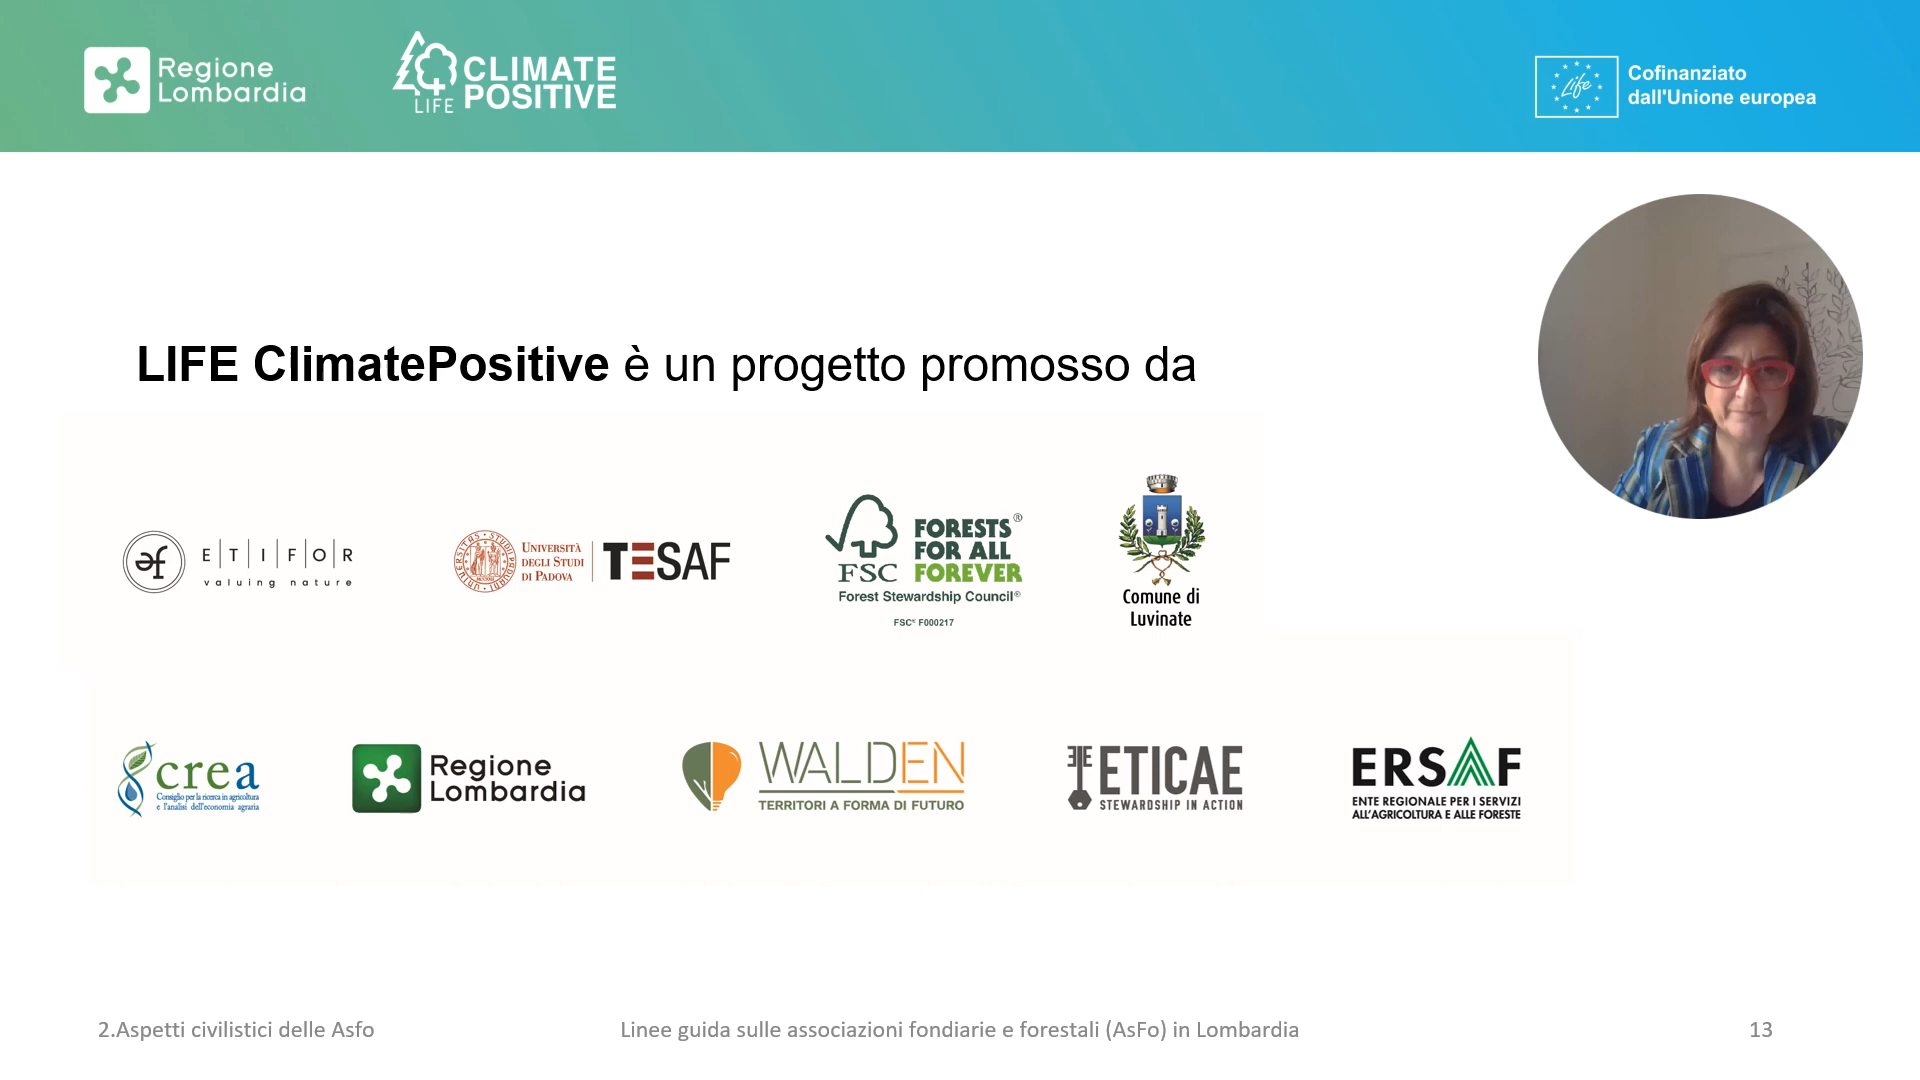 Regione
Lombardia
LIFE
CLIMATE
POSITIVE
Life
Cofinanziato
dall'Unione europea
LIFE ClimatePositive è un progetto promosso da
ETIFOR
valuing nature
UNIVERSITÀ
DEGLI STUDI
DI PADOVA
TESAF
FSC
FORESTS
FOR ALL
FOREVER
®
Forest Stewardship Council®
FSC® F000217
Comune di
Luvinate
crea
Consiglio per la ricerca in agricoltura
e l'analisi dell'economia agraria
Regione
Lombardia
WALDEN
TERRITORI A FORMA DI FUTURO
ETICAE
STEWARDSHIP IN ACTION
ERSAF
ENTE REGIONALE PER I SERVIZI
ALL'AGRICOLTURA E ALLE FORESTE
2.Aspetti civilistici delle Asfo
Linee guida sulle associazioni fondiarie e forestali (AsFo) in Lombardia
13